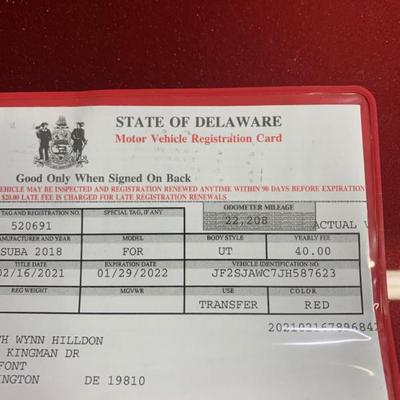 STATE OF DELAWARE
Motor Vehicle Registration Card
Good Only When Signed On Back
VEHICLE MAY BE INSPECTED AND REGISTRATION RENEWED ANYTIME WITHIN 90 DAYS BEFORE EXPIRATION
$20.00 LATE FEE IS CHARGED FOR LATE REGISTRATION RENEWALS
TAG AND REGISTRATION NO. SPECIAL TAG, IF ANY ODOMETER MILEAGE
520691 22,208 ACTUAL
MANUFACTURER AND YEAR MODEL BODY STYLE YEARLY FEE
SUBA 2018 FOR UT 40.00
TITLE DATE EXPIRATION DATE VEHICLE IDENTIFICATION NO.
02/16/2021 01/29/2022 JF2SJAWC7JH587623
REG WEIGHT MGVWR USE COLOR
TRANSFER RED
202102167896842
TH WYNN HILLDON
KINGMAN DR
FONT
INGTON DE 19810